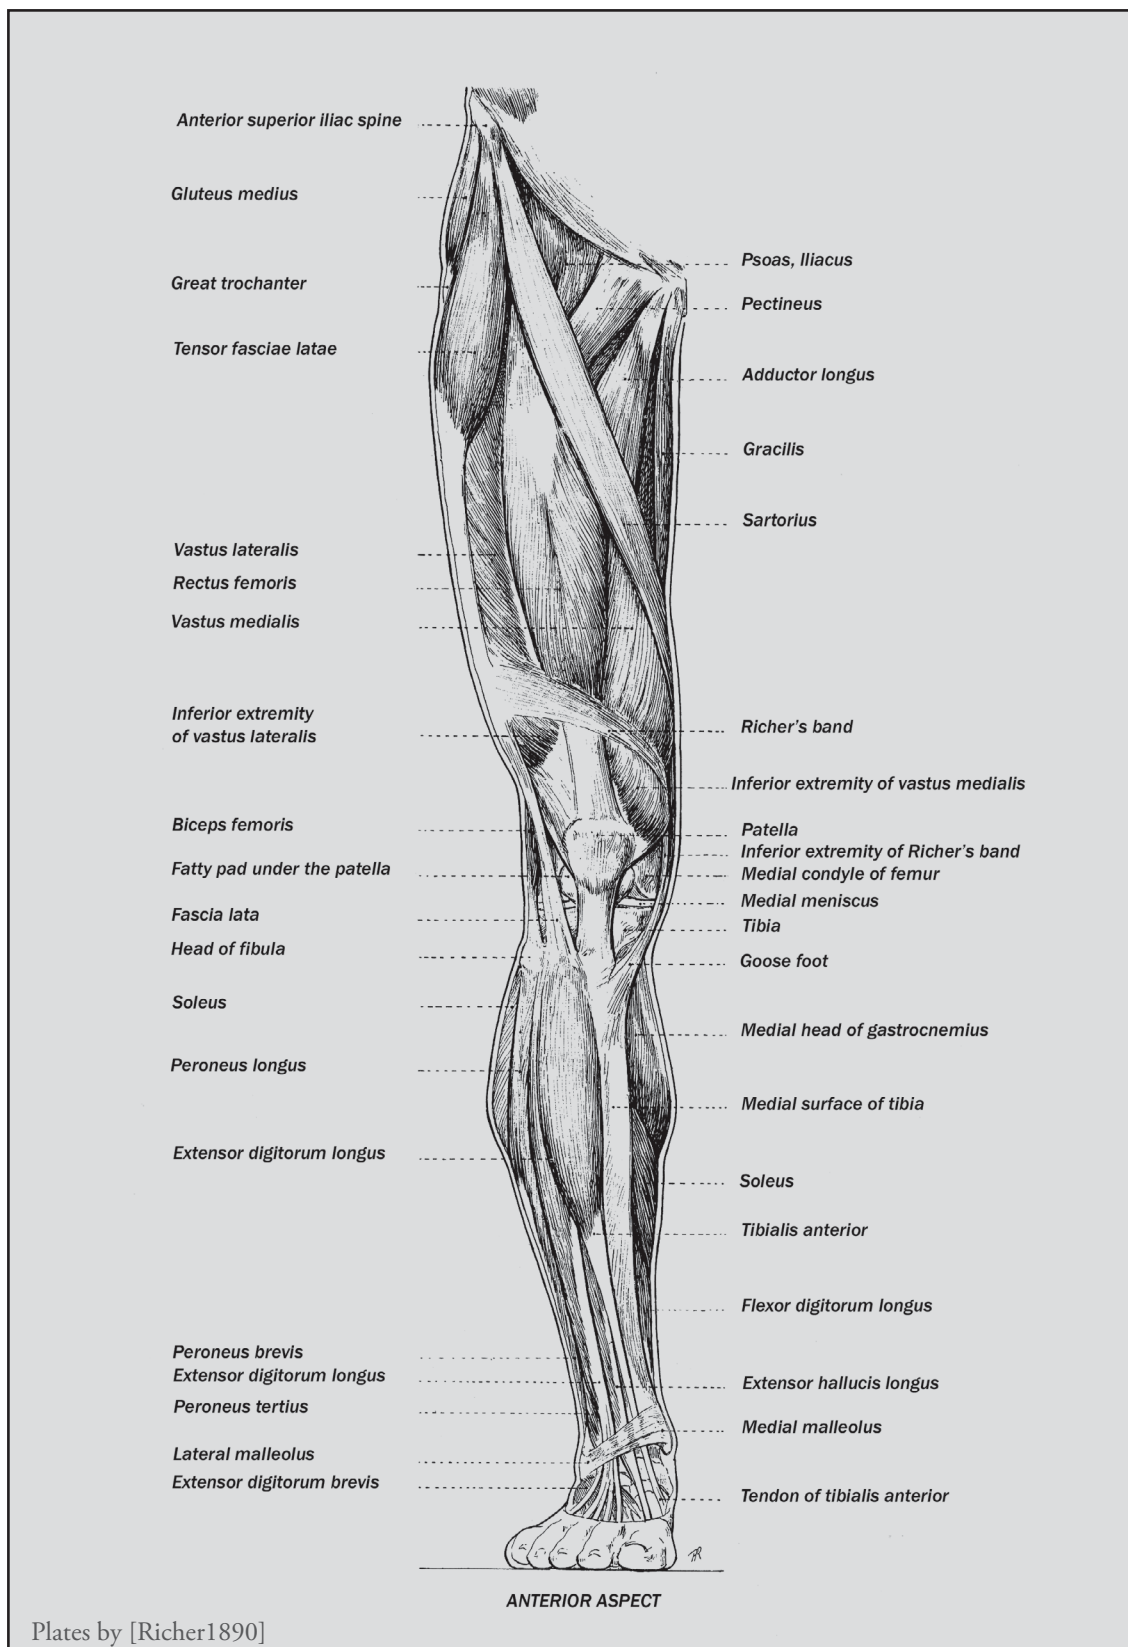 Anterior superior iliac spine
Gluteus medius
Great trochanter
Tensor fasciae latae
Vastus lateralis
Rectus femoris
Vastus medialis
Inferior extremity
of vastus lateralis
Biceps femoris
Fatty pad under the patella
Fascia lata
Head of fibula
Soleus
Peroneus longus
Extensor digitorum longus
Peroneus brevis
Extensor digitorum longus
Peroneus tertius
Lateral malleolus
Extensor digitorum brevis
Psoas, Iliacus
Pectineus
Adductor longus
Gracilis
Sartorius
Richer's band
Inferior extremity of vastus medialis
Patella
Inferior extremity of Richer's band
Medial condyle of femur
Medial meniscus
Tibia
Goose foot
Medial head of gastrocnemius
Medial surface of tibia
Soleus
Tibialis anterior
Flexor digitorum longus
Extensor hallucis longus
Medial malleolus
Tendon of tibialis anterior
ANTERIOR ASPECT
Plates by [Richer1890]